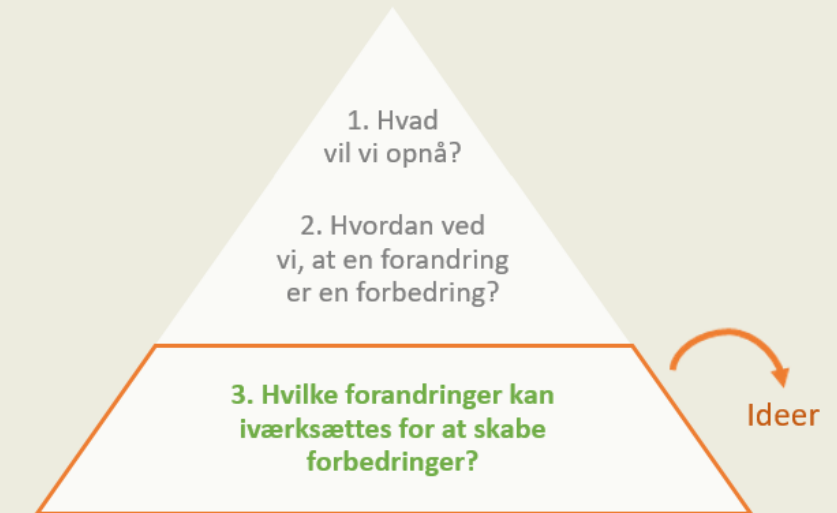 1. Hvad
vil vi opnå?
2. Hvordan ved
vi, at en forandring
er en forbedring?
3. Hvilke forandringer kan
iværksættes for at skabe
forbedringer?
Ideer